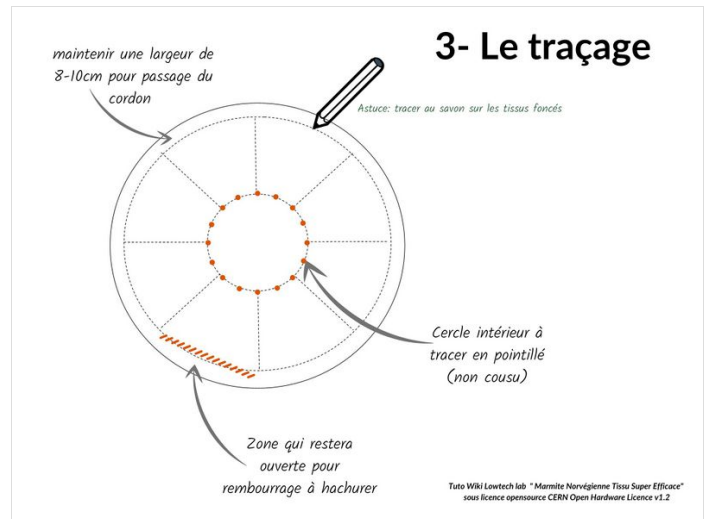 3- Le traçage
maintenir une largeur de
8-10cm pour passage du
cordon
Astuce: tracer au savon sur les tissus foncés
Cercle intérieur à
tracer en pointillé
(non cousu)
Zone qui restera
ouverte pour
rembourrage à hachurer
Tuto Wiki Lowtech lab " Marmite Norvégienne Tissu Super Efficace"
sous licence opensource CERN Open Hardware Licence v1.2